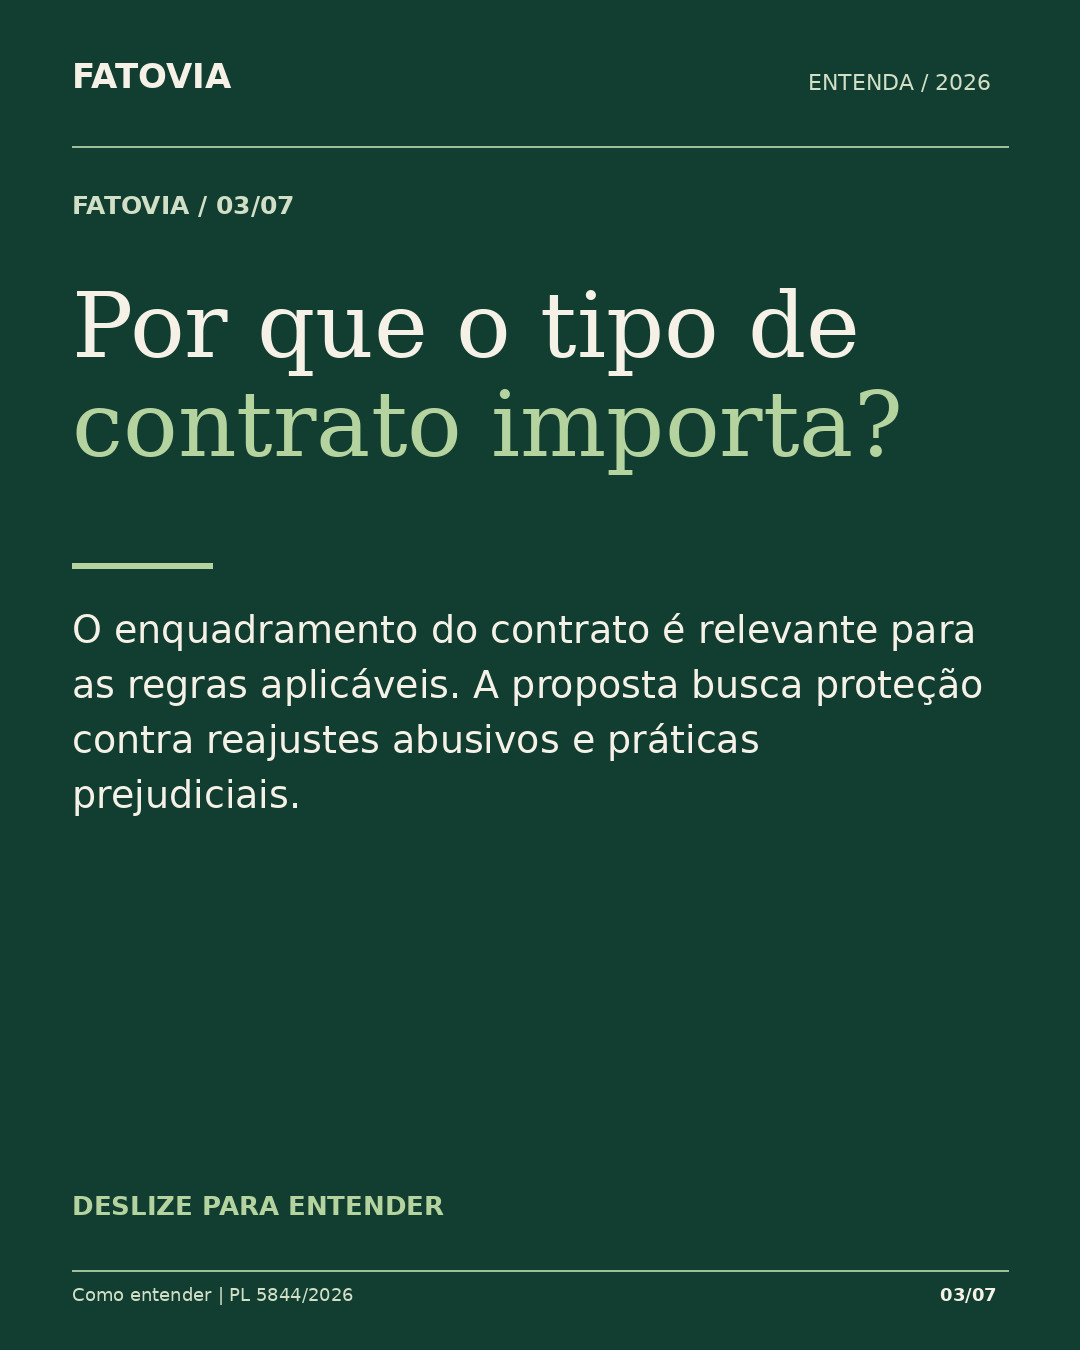 FATOVIA
ENTENDA / 2026
FATOVIA / 03/07
Por que o tipo de
contrato importa?
O enquadramento do contrato é relevante para
as regras aplicáveis. A proposta busca proteção
contra reajustes abusivos e práticas
prejudiciais.
DESLIZE PARA ENTENDER
Como entender | PL 5844/2026
03/07